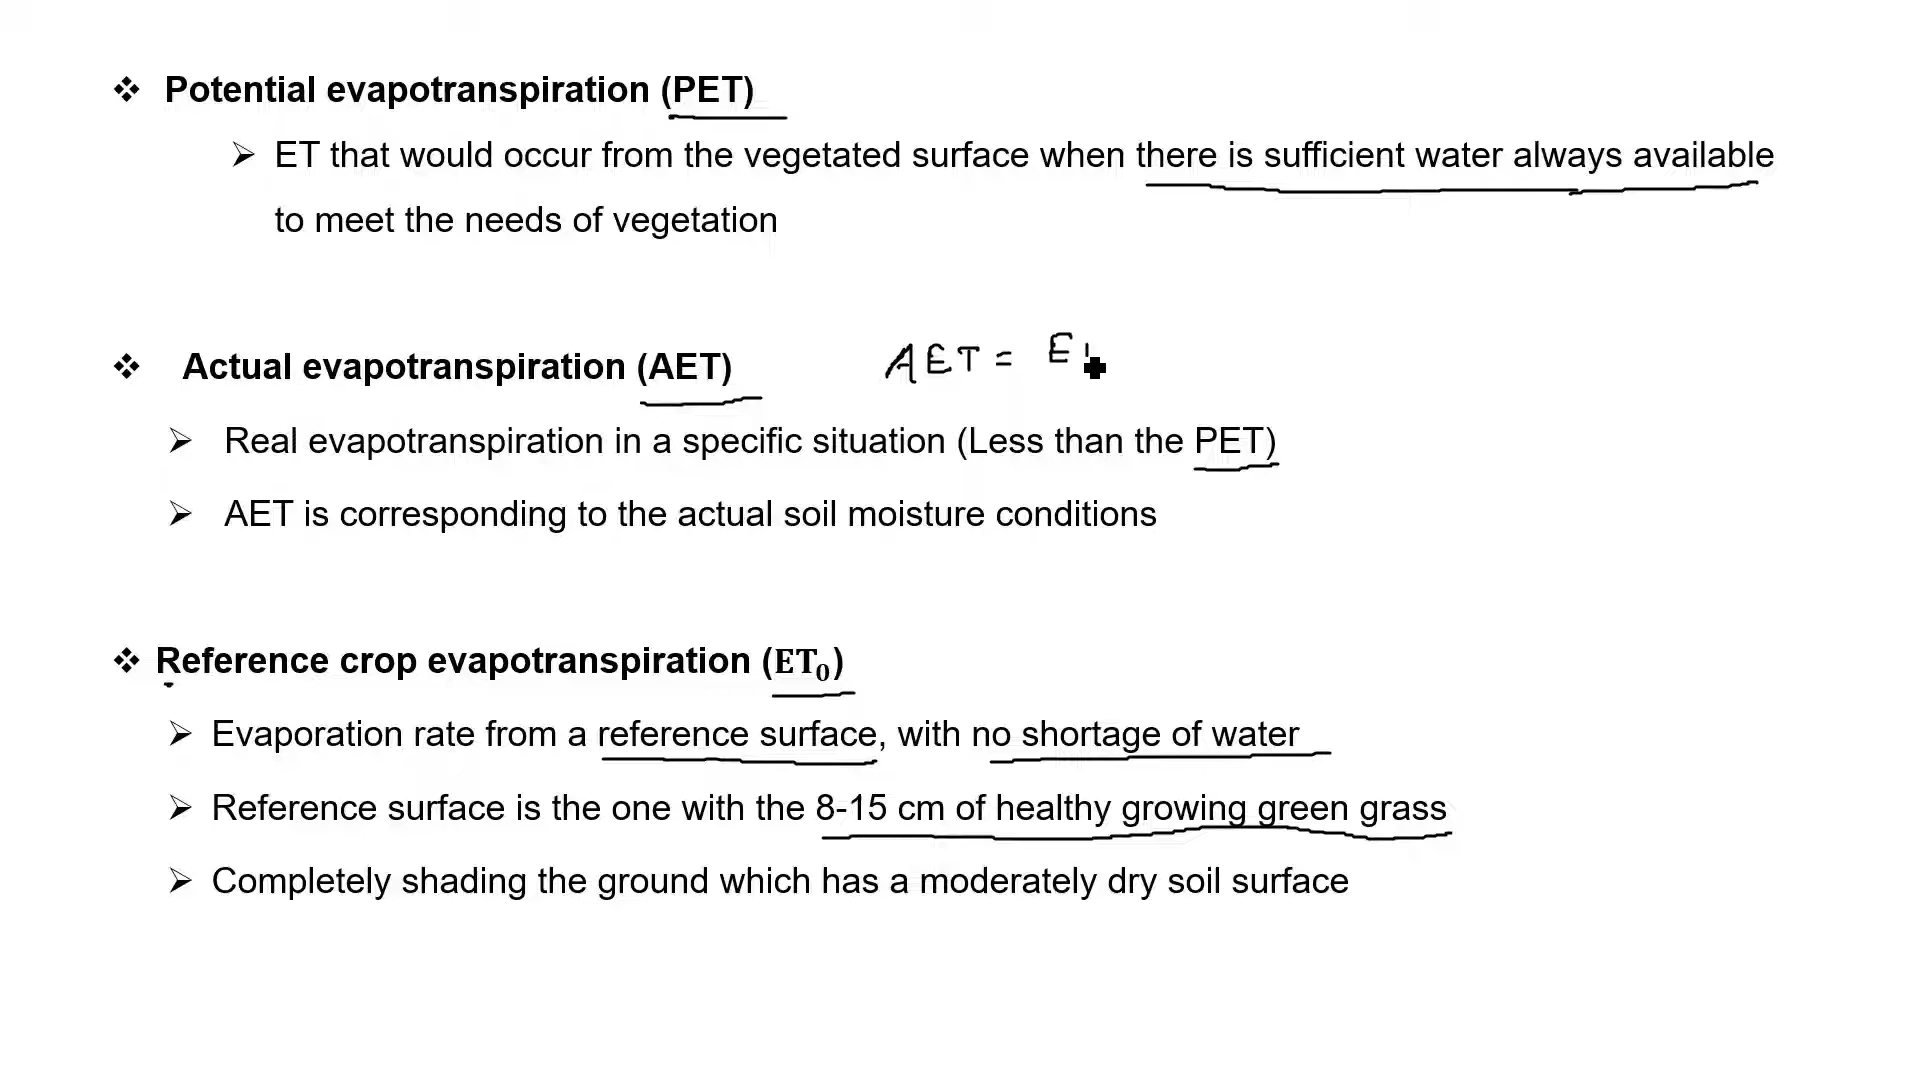 ❖ Potential evapotranspiration (PET)
➢ ET that would occur from the vegetated surface when there is sufficient water always available
to meet the needs of vegetation
❖ Actual evapotranspiration (AET) AET = E
➢ Real evapotranspiration in a specific situation (Less than the PET)
➢ AET is corresponding to the actual soil moisture conditions
❖ Reference crop evapotranspiration (ET₀)
➢ Evaporation rate from a reference surface, with no shortage of water
➢ Reference surface is the one with the 8-15 cm of healthy growing green grass
➢ Completely shading the ground which has a moderately dry soil surface